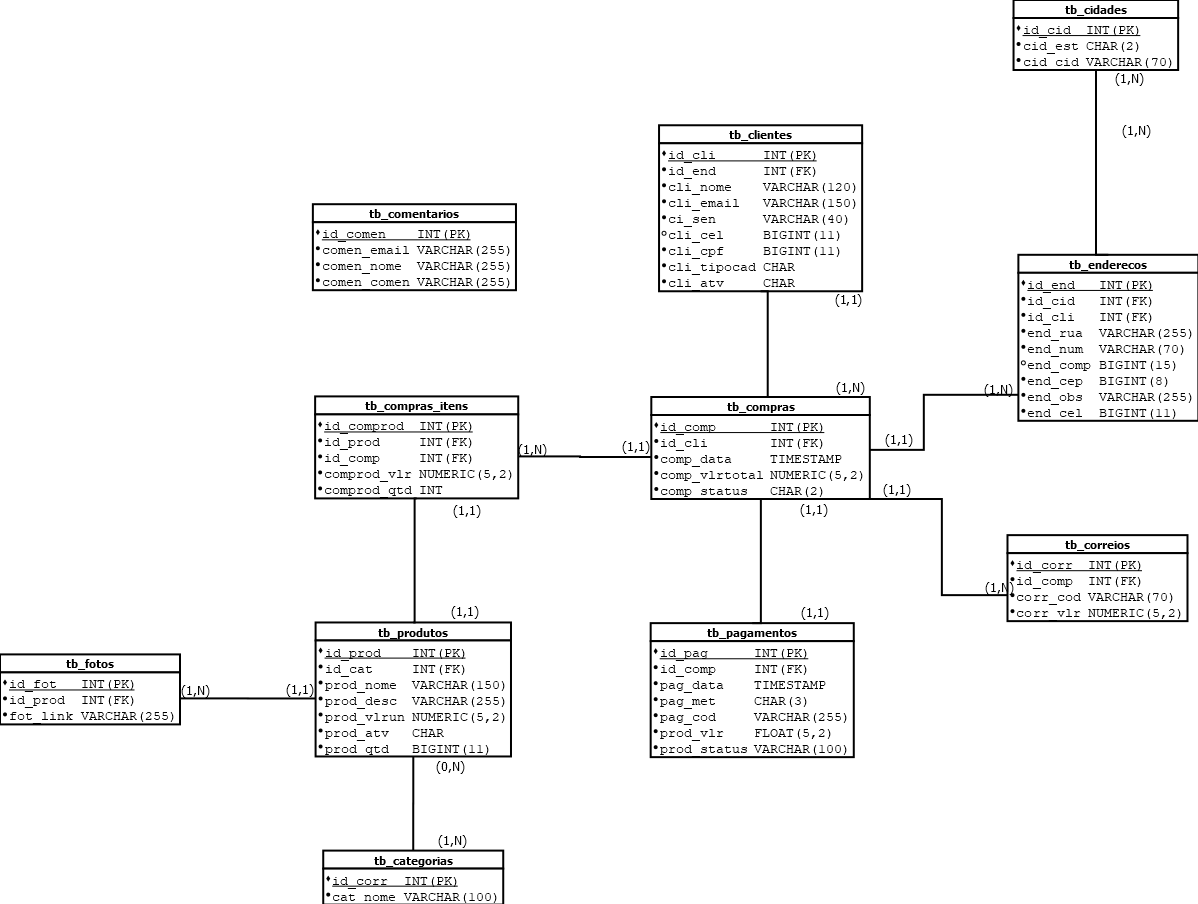 tb_cidades
id_cid INT(PK)
cid_est CHAR(2)
cid_cid VARCHAR(70)
(1,N)
(1,N)
tb_clientes
id_cli INT(PK)
id_end INT(FK)
cli_nome VARCHAR(120)
cli_email VARCHAR(150)
ci_sen VARCHAR(40)
cli_cel BIGINT(11)
cli_cpf BIGINT(11)
cli_tipocad CHAR
cli_atv CHAR
(1,1)
(1,N)
tb_comentarios
id_comen INT(PK)
comen_email VARCHAR(255)
comen_nome VARCHAR(255)
comen_comen VARCHAR(255)
tb_enderecos
id_end INT(PK)
id_cid INT(FK)
id_cli INT(FK)
end_rua VARCHAR(255)
end_num VARCHAR(70)
end_comp BIGINT(15)
end_cep BIGINT(8)
end_obs VARCHAR(255)
end_cel BIGINT(11)
(1,N)
(1,1)
tb_compras_itens
id_comprod INT(PK)
id_prod INT(FK)
id_comp INT(FK)
comprod_vlr NUMERIC(5,2)
comprod_qtd INT
(1,N)
(1,1)
(1,1)
(1,1)
tb_compras
id_comp INT(PK)
id_cli INT(FK)
comp_data TIMESTAMP
comp_vlrtotal NUMERIC(5,2)
comp_status CHAR(2)
(1,1)
(1,1)
(1,1)
(1,N)
tb_correios
id_corr INT(PK)
id_comp INT(FK)
corr_cod VARCHAR(70)
corr_vlr NUMERIC(5,2)
tb_produtos
id_prod INT(PK)
id_cat INT(FK)
prod_nome VARCHAR(150)
prod_desc VARCHAR(255)
prod_vlrun NUMERIC(5,2)
prod_atv CHAR
prod_qtd BIGINT(11)
(0,N)
(1,N)
tb_pagamentos
id_pag INT(PK)
id_comp INT(FK)
pag_data TIMESTAMP
pag_met CHAR(3)
pag_cod VARCHAR(255)
prod_vlr FLOAT(5,2)
prod_status VARCHAR(100)
tb_fotos
id_fot INT(PK)
id_prod INT(FK)
fot_link VARCHAR(255)
(1,N)
(1,1)
tb_categorias
id_corr INT(PK)
cat_nome VARCHAR(100)